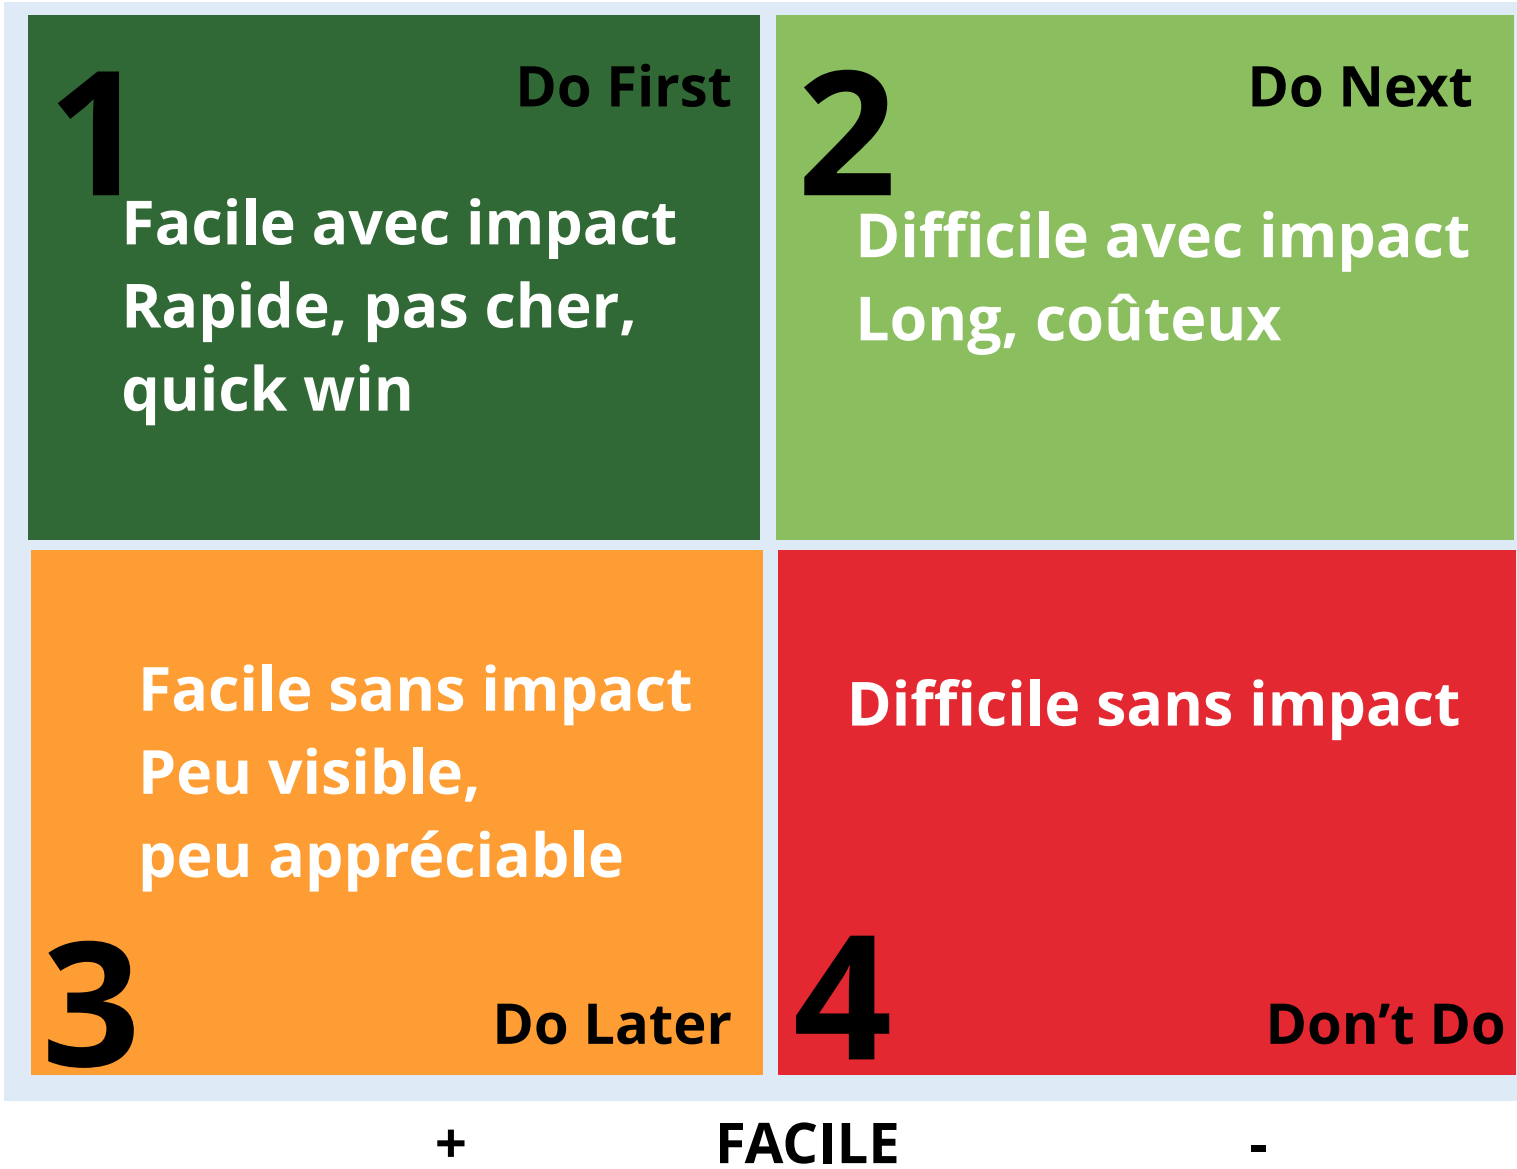 1
Do First
Facile avec impact
Rapide, pas cher,
quick win
2
Do Next
Difficile avec impact
Long, coûteux
Facile sans impact
Peu visible,
peu appréciable
3
Do Later
Difficile sans impact
4
Don’t Do
+ FACILE -